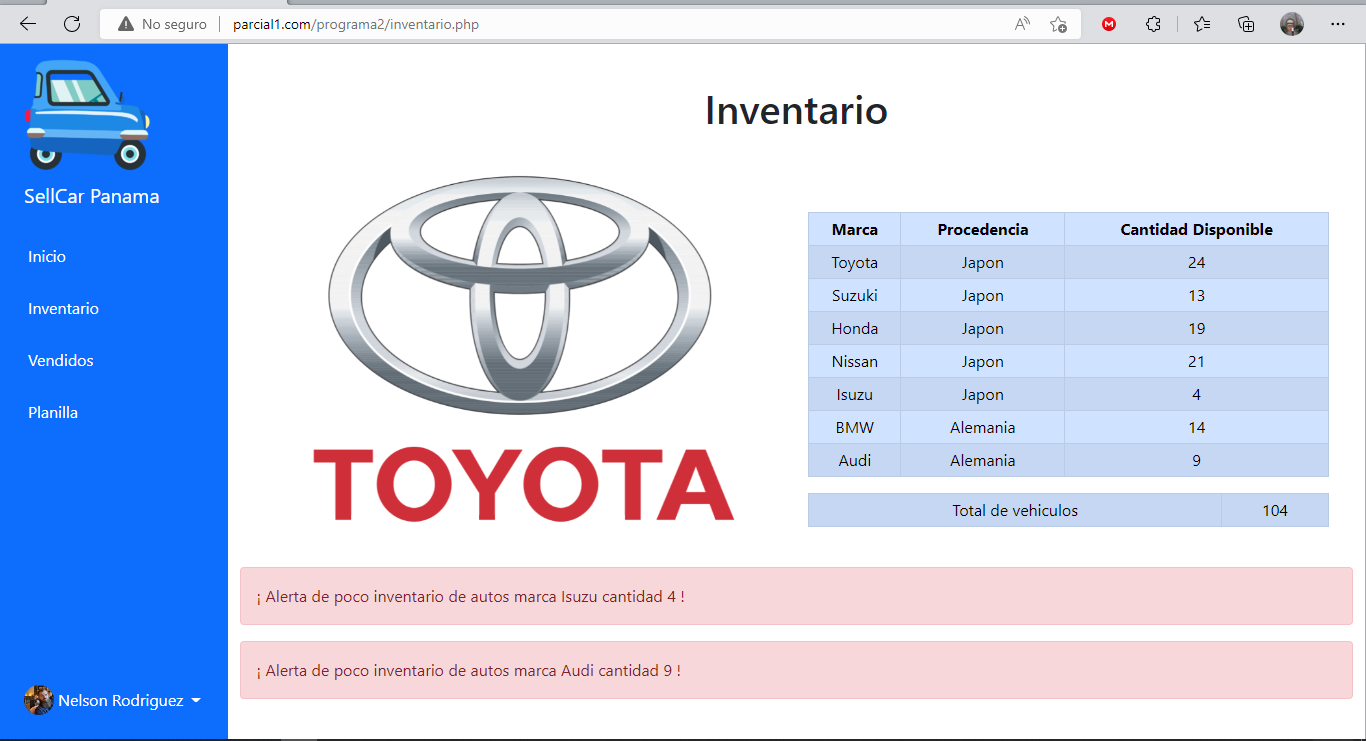 No seguro
parcial1.com/programa2/inventario.php
SellCar Panama
Inicio
Inventario
Vendidos
Planilla
Nelson Rodriguez
Inventario
TOYOTA
Marca Procedencia Cantidad Disponible
Toyota Japon 24
Suzuki Japon 13
Honda Japon 19
Nissan Japon 21
Isuzu Japon 4
BMW Alemania 14
Audi Alemania 9
Total de vehiculos 104
¡ Alerta de poco inventario de autos marca Isuzu cantidad 4 !
¡ Alerta de poco inventario de autos marca Audi cantidad 9 !